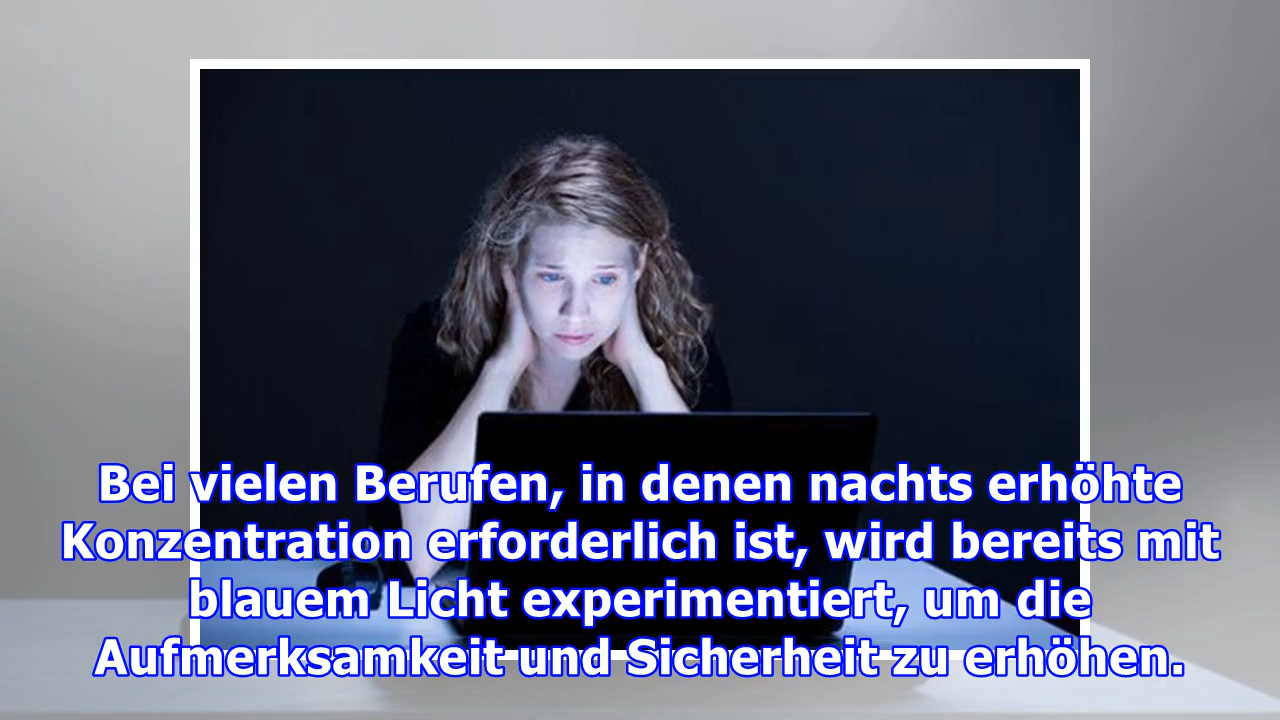 Bei vielen Berufen, in denen nachts erhöhte
Konzentration erforderlich ist, wird bereits mit
blauem Licht experimentiert, um die
Aufmerksamkeit und Sicherheit zu erhöhen.